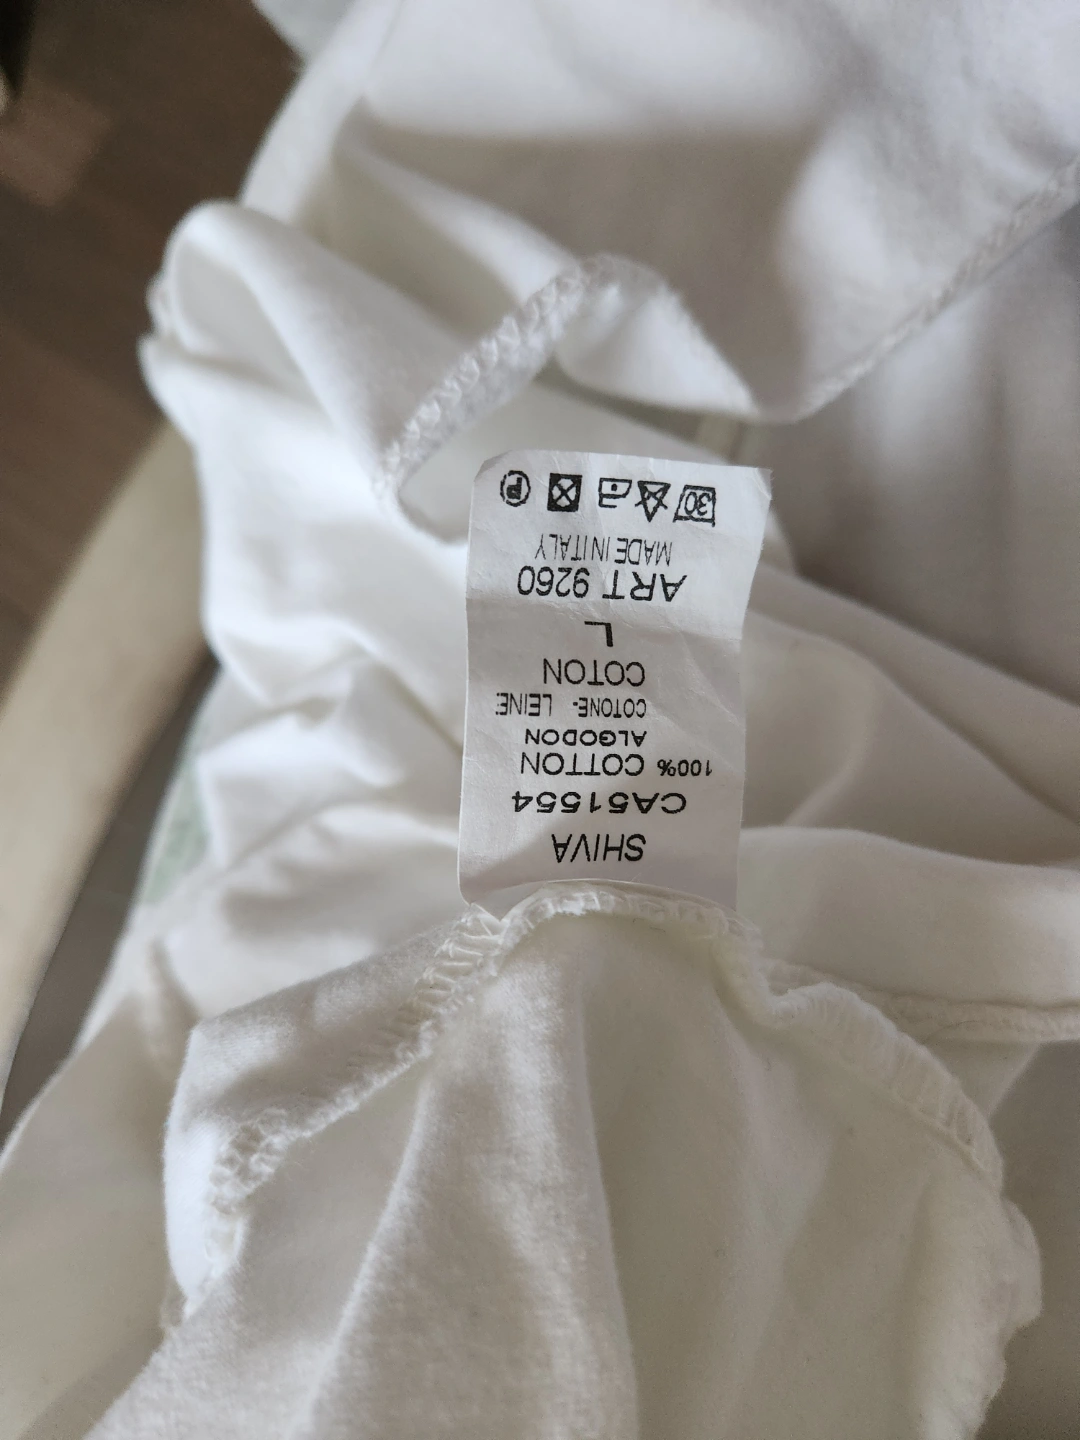 SHIVA
CA51554
100% COTTON
ALGODON
COTONE- LEINE
COTON
L
ART 9260
MADE IN ITALY
30 P